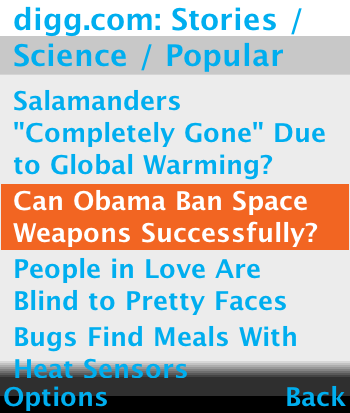 digg.com: Stories /
Science / Popular
Salamanders
"Completely Gone" Due
to Global Warming?
Can Obama Ban Space
Weapons Successfully?
People in Love Are
Blind to Pretty Faces
Bugs Find Meals With
Heat Sensors
Options Back